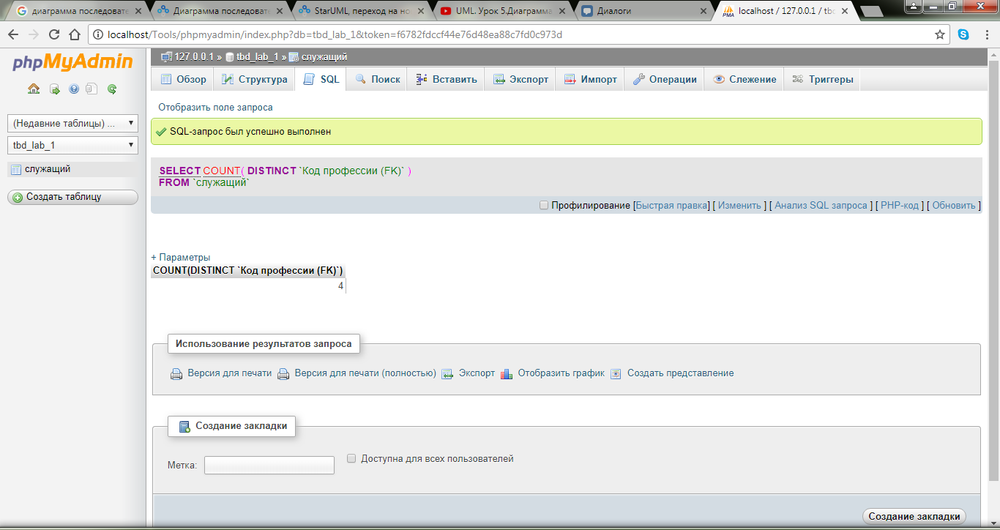 диаграмма последовате
Диаграмма последоват
StarUML, переход на но
UML. Урок 5.Диаграмма
Диалоги
PMA
localhost / 127.0.0.1 / tbd
localhost/Tools/phpmyadmin/index.php?db=tbd_lab_1&token=f6782fdccf44e76d48ea88c7fd0c973d
phpMyAdmin
(Недавние таблицы) ...
tbd_lab_1
служащий
Создать таблицу
127.0.0.1 » tbd_lab_1 » служащий
Обзор Структура SQL Поиск Вставить Экспорт Импорт Операции Слежение Триггеры
Отобразить поле запроса
SQL-запрос был успешно выполнен
SELECT COUNT( DISTINCT `Код профессии (FK)` )
FROM `служащий`
Профилирование [Быстрая правка] [ Изменить ] [ Анализ SQL запроса ] [ PHP-код ] [ Обновить ]
+ Параметры
COUNT(DISTINCT `Код профессии (FK)`)
4
Использование результатов запроса
Версия для печати Версия для печати (полностью) Экспорт Отобразить график Создать представление
Создание закладки
Метка: Доступна для всех пользователей
Создание закладки